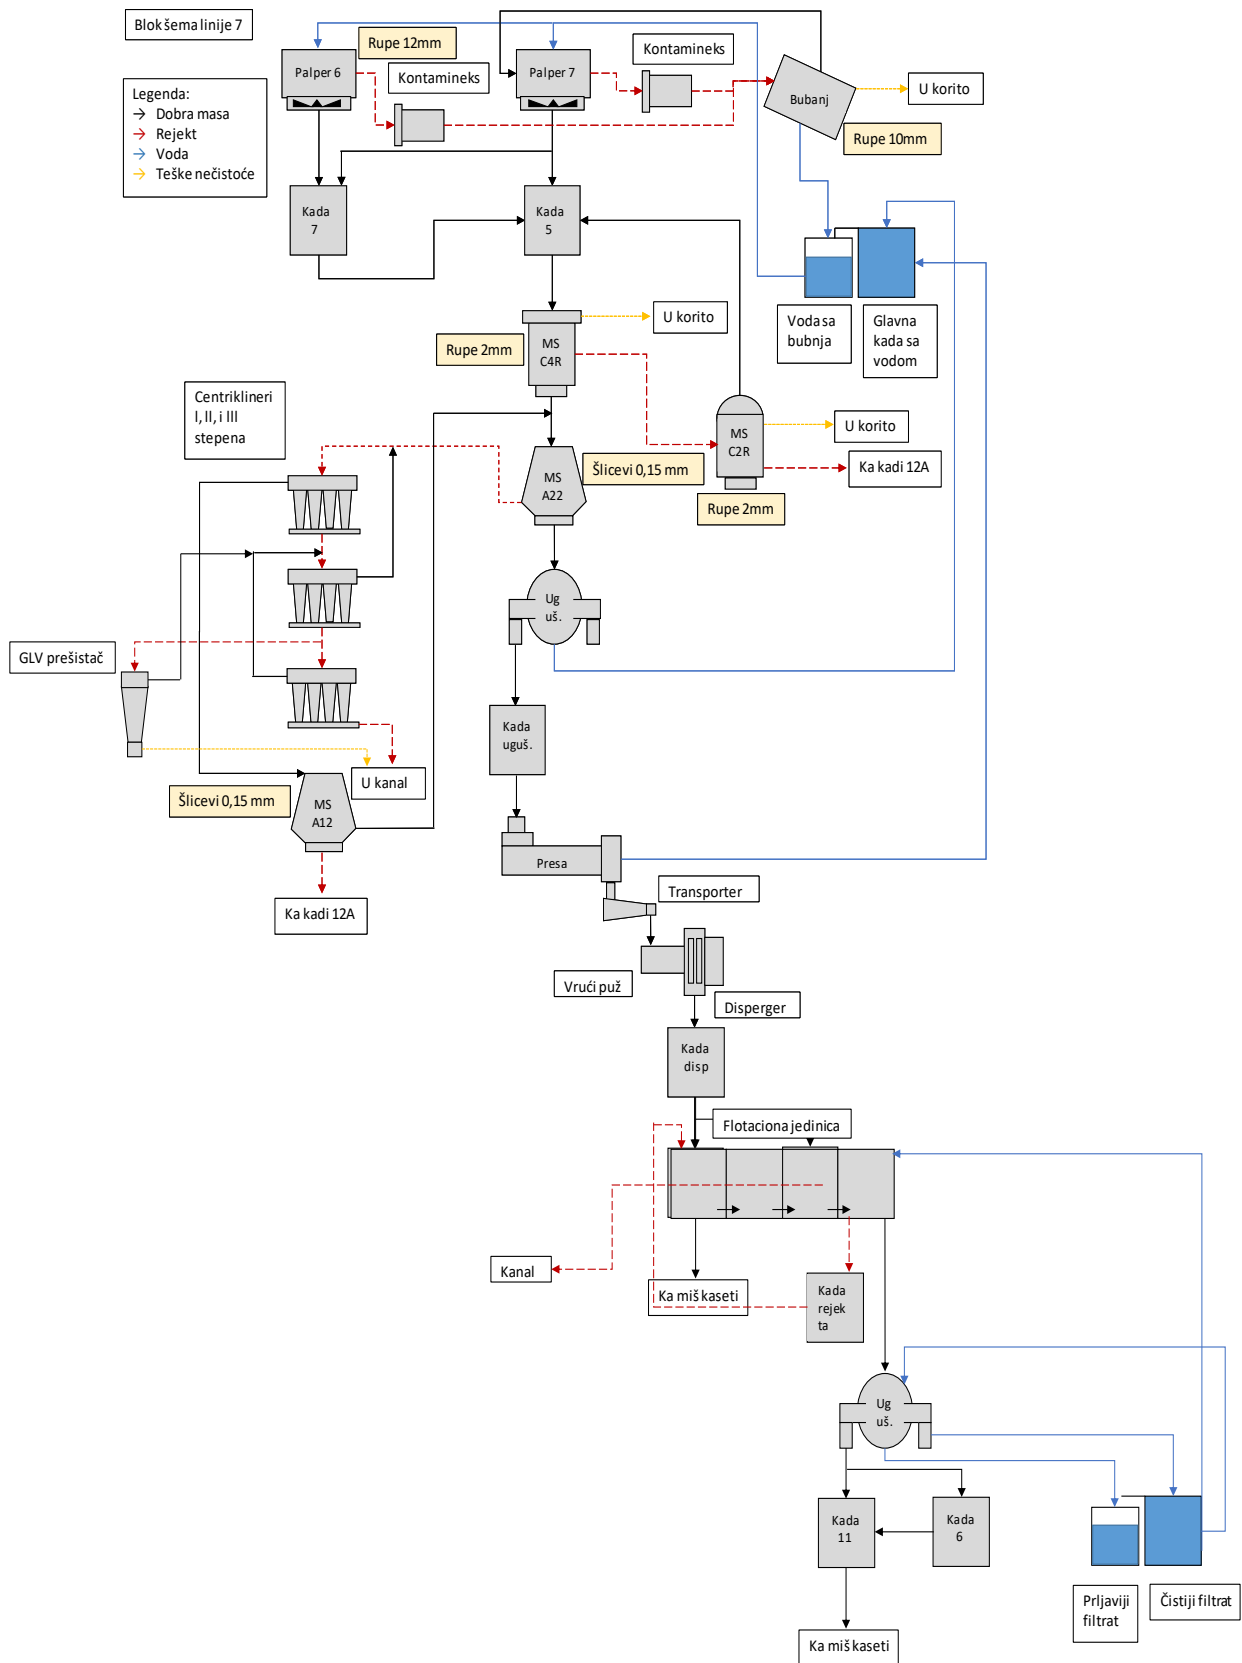 Blok šema linije 7
Rupe 12mm
Palper 6
Kontamineks
Palper 7
Kontamineks
Bubanj
U korito
Rupe 10mm
Legenda:
Dobra masa
Rejekt
Voda
Teške nečistoće
Kada
7
Kada
5
Voda sa
bubnja
Glavna
kada sa
vodom
U korito
MS
C4R
Rupe 2mm
Centriklineri
I, II, i III
stepena
MS
C2R
U korito
Ka kadi 12A
Rupe 2mm
MS
A22
Šlicevi 0,15 mm
Ug
uš.
GLV prešistač
Kada
uguš.
U kanal
Šlicevi 0,15 mm
MS
A12
Ka kadi 12A
Presa
Transporter
Vrući puž
Disperger
Kada
disp
Flotaciona jedinica
Kanal
Ka miš kaseti
Kada
rejek
ta
Ug
uš.
Kada
11
Kada
6
Prljaviji
filtrat
Čistiji filtrat
Ka miš kaseti